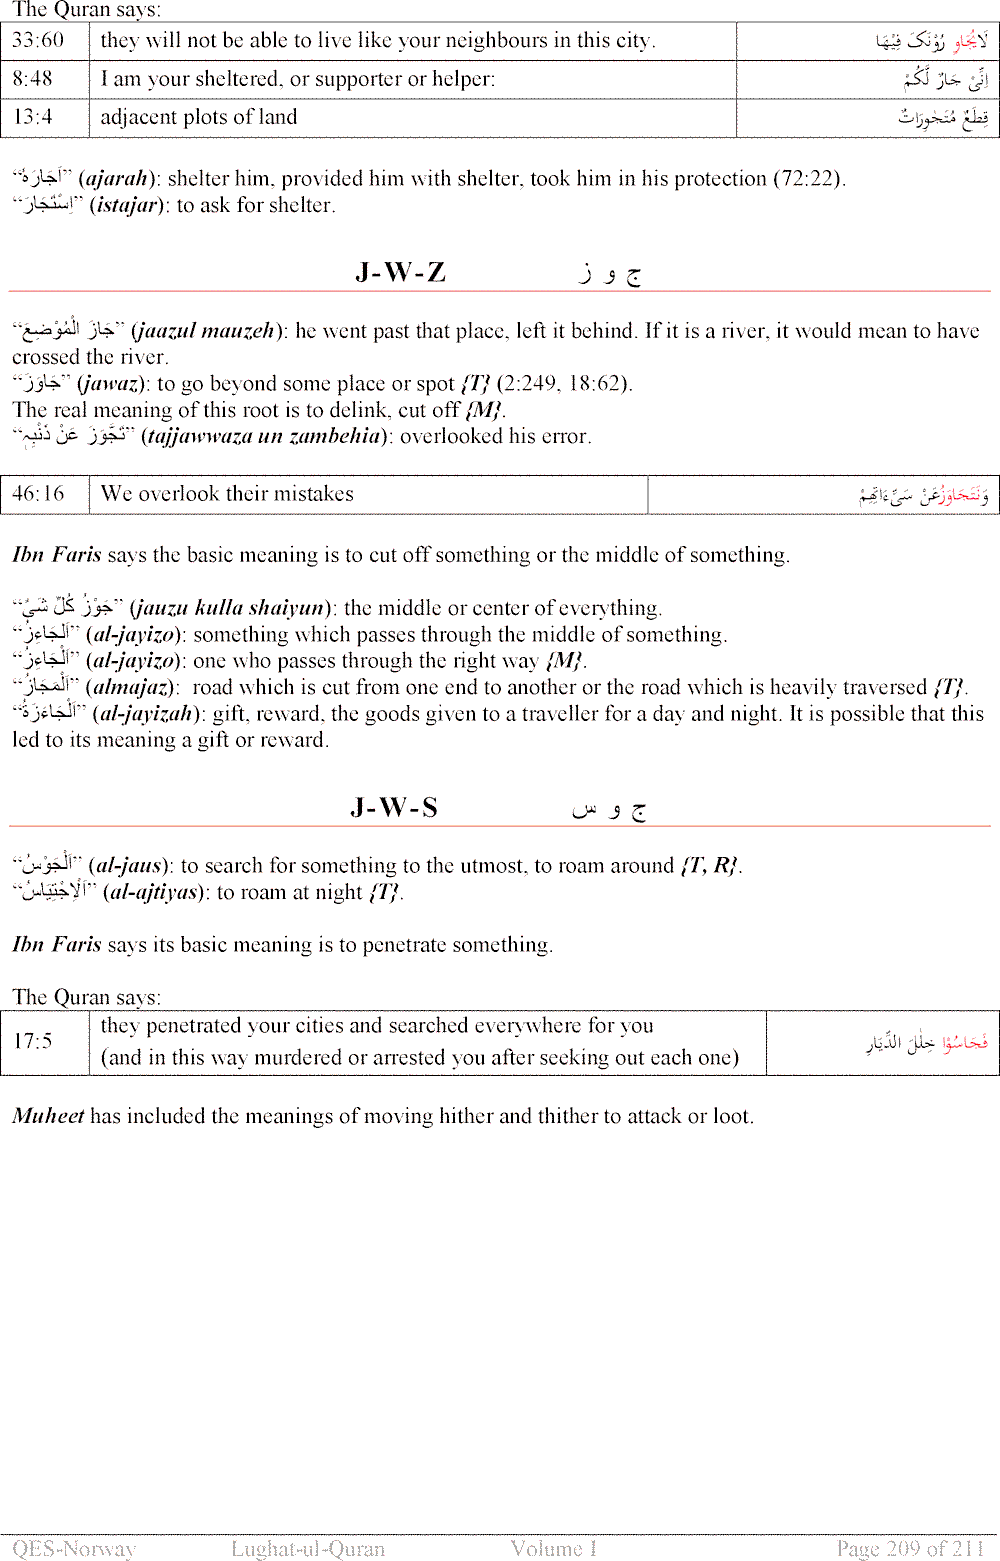 The Quran says:
33:60 they will not be able to live like your neighbours in this city. لَايُجَاوِ رُوْنَکَ فِيْهَا
8:48 I am your sheltered, or supporter or helper: اِنِّیْ جَارٌ لَّكُمْ
13:4 adjacent plots of land قِطَعٌ مُتَجٰوِرَاتٌ
“اَجَارَهٗ” (ajarah): shelter him, provided him with shelter, took him in his protection (72:22).
“اِسْتَجَارَ” (istajar): to ask for shelter.
J-W-Z ج و ز
“جَازَ الْمُوْضِعَ” (jaazul mauzeh): he went past that place, left it behind. If it is a river, it would mean to have
crossed the river.
“جَاوَزَ” (jawaz): to go beyond some place or spot {T} (2:249, 18:62).
The real meaning of this root is to delink, cut off {M}.
“تَجَّوَزَ عَنْ ذَنْبِہٖ” (tajjawwaza un zambehia): overlooked his error.
46:16 We overlook their mistakes وَنَتَجَاوَزُعَنْ سَيِّءَاتِهِمْ
Ibn Faris says the basic meaning is to cut off something or the middle of something.
“جَوْزُ كُلِّ شَیْءٍ” (jauzu kulla shaiyun): the middle or center of everything.
“اَلْجَاءِزُ” (al-jayizo): something which passes through the middle of something.
“اَلْجَاءِزُ” (al-jayizo): one who passes through the right way {M}.
“اَلْمَجَازُ” (almajaz): road which is cut from one end to another or the road which is heavily traversed {T}.
“اَلْجَاءَزَةُ” (al-jayizah): gift, reward, the goods given to a traveller for a day and night. It is possible that this
led to its meaning a gift or reward.
J-W-S ج و س
“اَلْجَوْسُ” (al-jaus): to search for something to the utmost, to roam around {T, R}.
“اَلْاِجْتِيَاسُ” (al-ajtiyas): to roam at night {T}.
Ibn Faris says its basic meaning is to penetrate something.
The Quran says:
17:5 they penetrated your cities and searched everywhere for you
(and in this way murdered or arrested you after seeking out each one) فَجَاسُوْا خِلٰلَ الدِّيَارِ
Muheet has included the meanings of moving hither and thither to attack or loot.
QES-Norway Lughat-ul-Quran Volume I Page 209 of 211